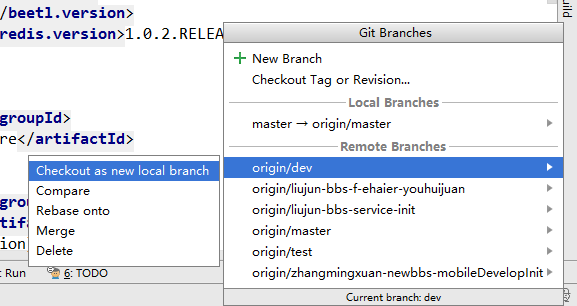 /beetl.version>
redis.version>1.0.2.RELEA
groupId>
re</artifactId>
grou
tifa
ion
Git Branches
New Branch
Checkout Tag or Revision...
Local Branches
master → origin/master
Remote Branches
origin/dev
origin/liujun-bbs-f-ehaier-youhuijuan
origin/liujun-bbs-service-init
origin/master
origin/test
origin/zhangmingxuan-newbbs-mobileDevelopInit
Current branch: dev
Checkout as new local branch
Compare
Rebase onto
Merge
Delete
Run
6: TODO
uild